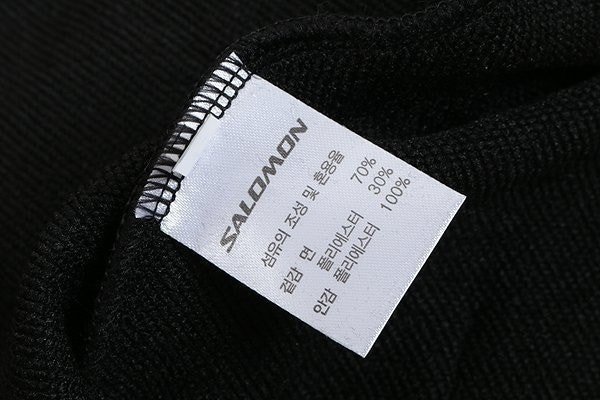 SALOMON
섬유의 조성 및 혼용율
겉감 면 70%
폴리에스터 30%
안감 폴리에스터 100%